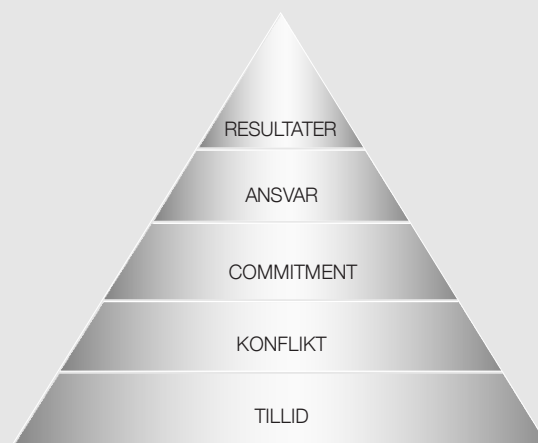 RESULTATER
ANSVAR
COMMITMENT
KONFLIKT
TILLID